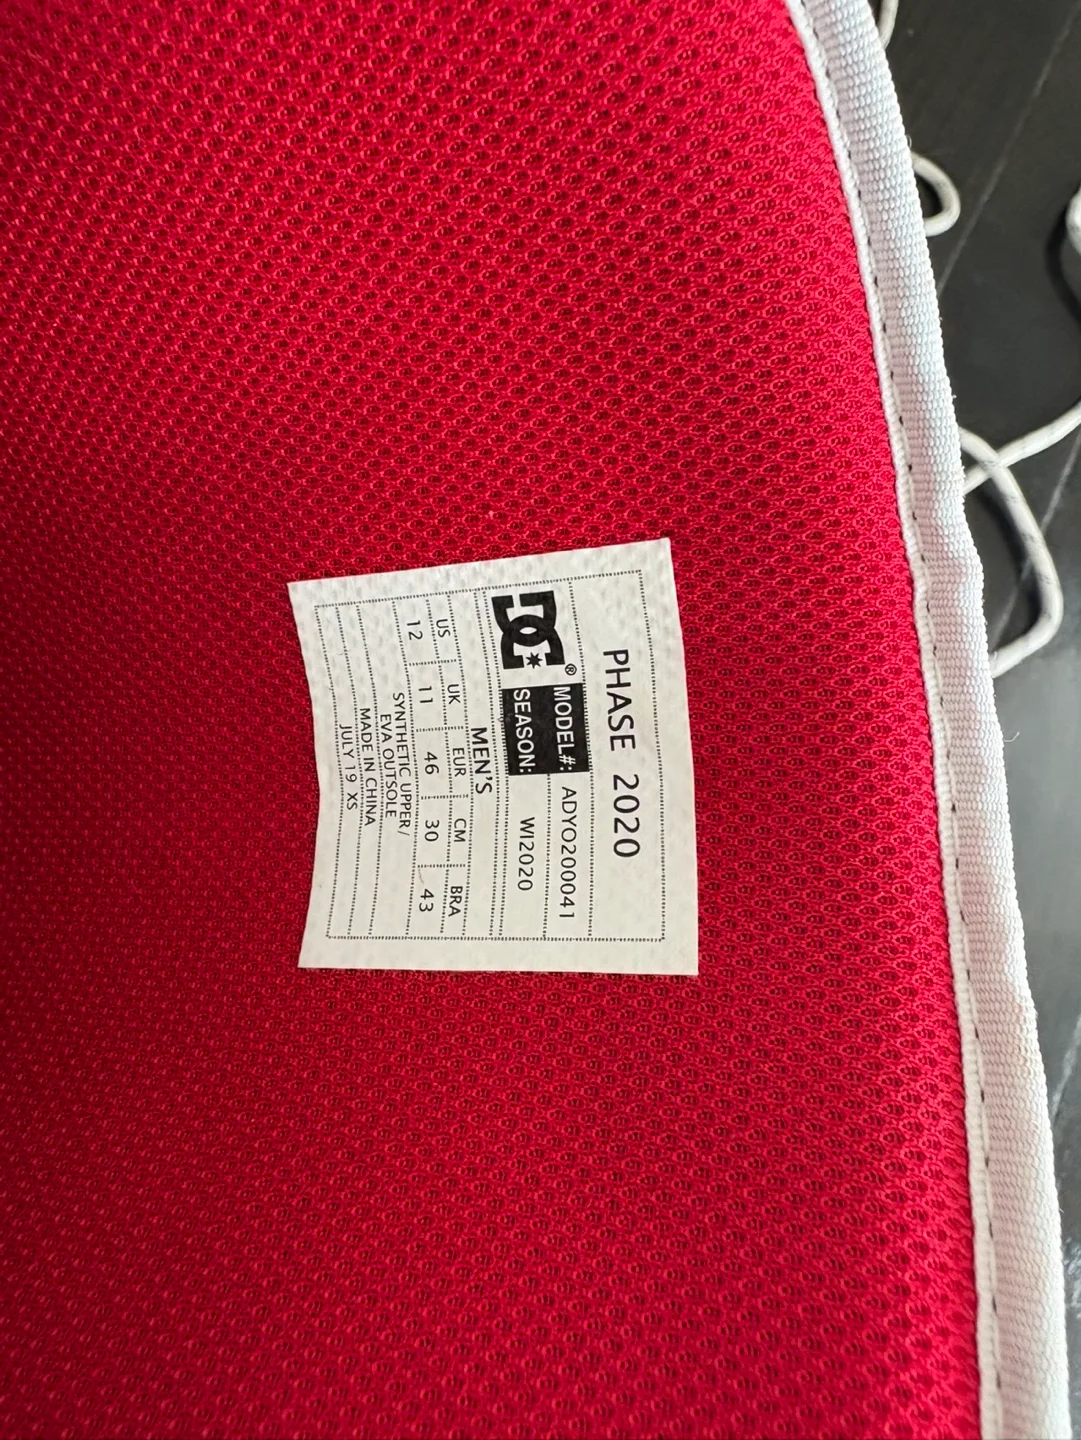 PHASE 2020
DC® MODEL#: ADYO200041
SEASON: WI2020
MEN'S
US UK EUR CM BRA
12 11 46 30 43
SYNTHETIC UPPER/
EVA OUTSOLE
MADE IN CHINA
JULY 19 XS